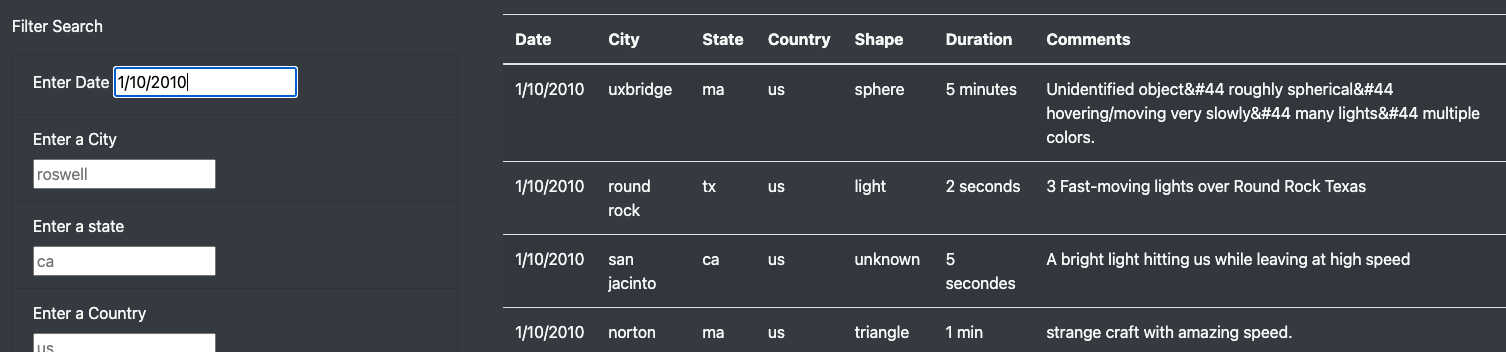 Filter Search
Enter Date 1/10/2010
Enter a City
roswell
Enter a state
ca
Enter a Country
us
Date City State Country Shape Duration Comments
1/10/2010 uxbridge ma us sphere 5 minutes Unidentified object&#44 roughly spherical&#44
hovering/moving very slowly&#44 many lights&#44 multiple
colors.
1/10/2010 round tx us light 2 seconds 3 Fast-moving lights over Round Rock Texas
rock
1/10/2010 san ca us unknown 5 A bright light hitting us while leaving at high speed
jacinto secondes
1/10/2010 norton ma us triangle 1 min strange craft with amazing speed.